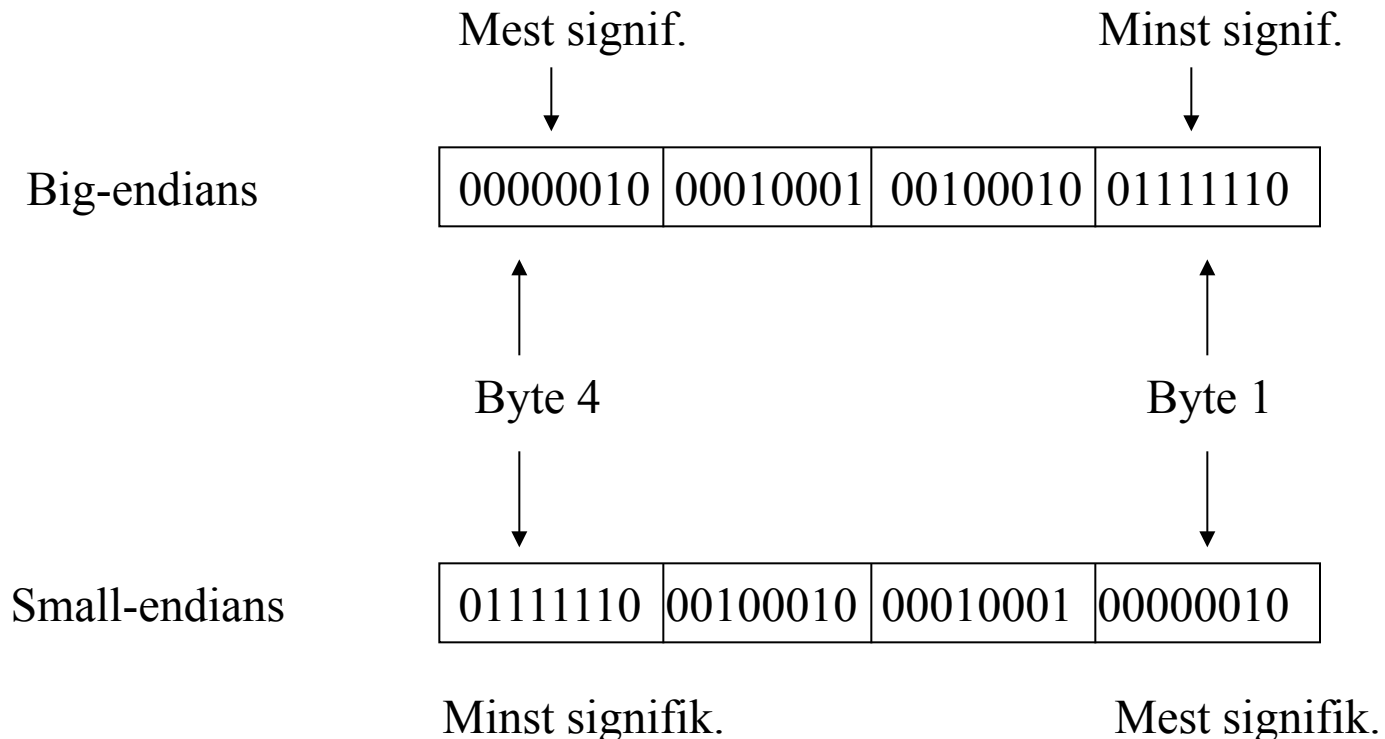 Mest signif. Minst signif.
Big-endians 00000010 00010001 00100010 01111110
Byte 4 Byte 1
Small-endians 01111110 00100010 00010001 00000010
Minst signifik. Mest signifik.